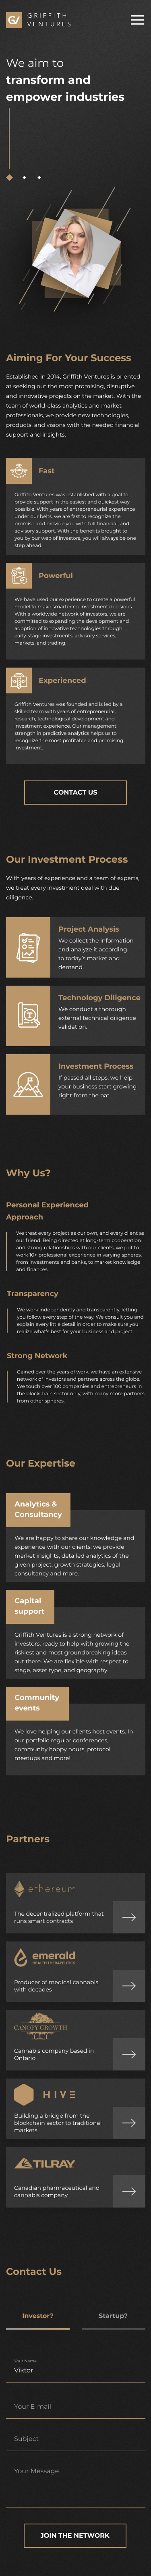 GRIFFITH
VENTURES
We aim to
transform and
empower industries
Aiming For Your Success
Established in 2014, Griffith Ventures is oriented
at seeking out the most promising, disruptive
and innovative projects on the market. With the
team of world-class analytics and market
professionals, we provide new technologies,
products, and visions with the needed financial
support and insights.
Fast
Griffith Ventures was established with a goal to
provide support in the easiest and quickest way
possible. With years of entrepreneurial experience
under our belts, we are fast to recognize the
promise and provide you with full financial, and
advisory support. With the benefits brought to
you by our web of investors, you will always be one
step ahead.
Powerful
We have used our experience to create a powerful
model to make smarter co-investment decisions.
With a worldwide network of investors, we are
committed to expanding the development and
adoption of innovative technologies through
early-stage investments, advisory services,
markets, and trading.
Experienced
Griffith Ventures was founded and is led by a
skilled team with years of entrepreneurial,
research, technological development and
investment experience. Our management
strength in predictive analytics helps us to
recognize the most profitable and promising
investment.
CONTACT US
Our Investment Process
With years of experience and a team of experts,
we treat every investment deal with due
diligence.
Project Analysis
We collect the information
and analyze it according
to today's market and
demand.
Technology Diligence
We conduct a thorough
external technical diligence
validation.
Investment Process
If passed all steps, we help
your business start growing
right from the bat.
Why Us?
Personal Experienced
Approach
We treat every project as our own, and every client as
our friend. Being directed at long-term cooperation
and strong relationships with our clients, we put to
work 10+ professional experience in varying spheres,
from investments and banks, to market knowledge
and finances.
Transparency
We work independently and transparently, letting
you follow every step of the way. We consult you and
explain every little detail in order to make sure you
realize what's best for your business and project.
Strong Network
Gained over the years of work, we have an extensive
network of investors and partners across the globe.
We touch over 100 companies and entrepreneurs in
the blockchain sector only, with many more partners
from other spheres.
Our Expertise
Analytics &
Consultancy
We are happy to share our knowledge and
experience with our clients: we provide
market insights, detailed analytics of the
given project, growth strategies, legal
consultancy and more.
Capital
support
Griffith Ventures is a strong network of
investors, ready to help with growing the
riskiest and most groundbreaking ideas
out there. We are flexible with respect to
stage, asset type, and geography.
Community
events
We love helping our clients host events. In
our portfolio regular conferences,
community happy hours, protocol
meetups and more!
Partners
ethereum
The decentralized platform that
runs smart contracts
emerald
HEALTH THERAPEUTICS
Producer of medical cannabis
with decades
CANOPY GROWTH
Cannabis company based in
Ontario
HIVE
Building a bridge from the
blockchain sector to traditional
markets
TILRAY
Canadian pharmaceutical and
cannabis company
Contact Us
Investor?
Startup?
Your Name
Viktor
Your E-mail
Subject
Your Message
JOIN THE NETWORK